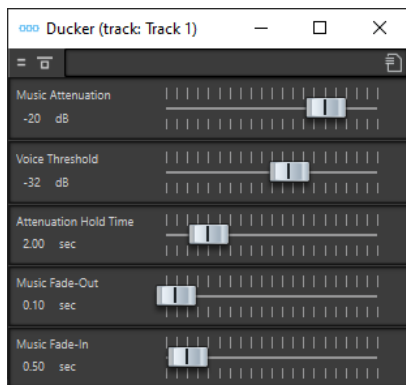 Ducker (track: Track 1)
Music Attenuation
-20 dB
Voice Threshold
-32 dB
Attenuation Hold Time
2.00 sec
Music Fade-Out
0.10 sec
Music Fade-In
0.50 sec